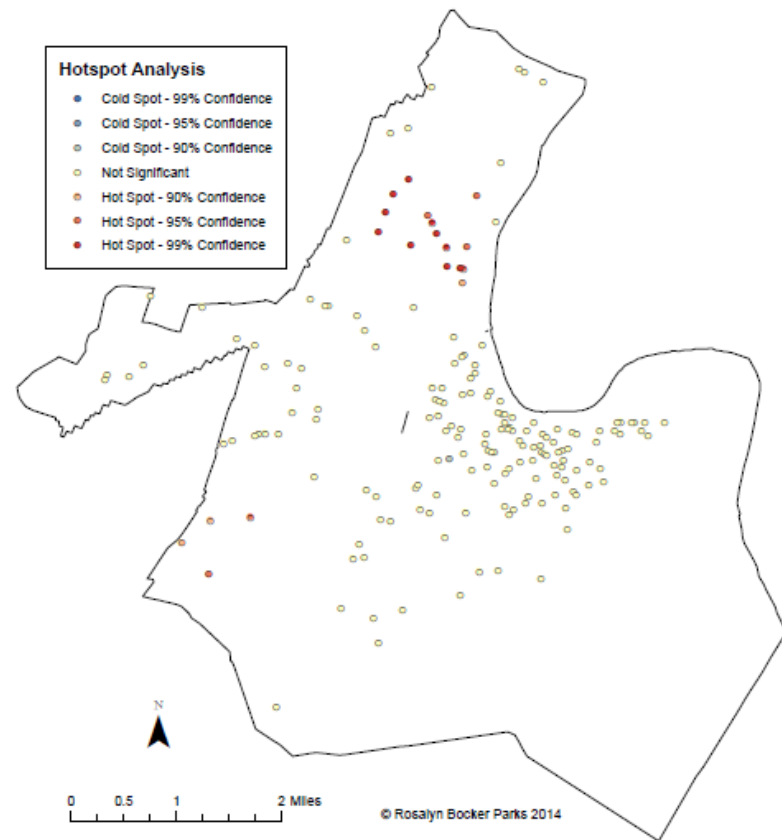 Hotspot Analysis
Cold Spot - 99% Confidence
Cold Spot - 95% Confidence
Cold Spot - 90% Confidence
Not Significant
Hot Spot - 90% Confidence
Hot Spot - 95% Confidence
Hot Spot - 99% Confidence
N
0 0.5 1 2 Miles
© Rosalyn Bocker Parks 2014